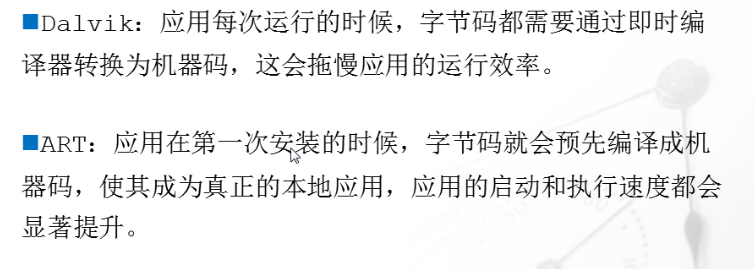 ■Dalvik：应用每次运行的时候，字节码都需要通过即时编
译器转换为机器码，这会拖慢应用的运行效率。
■ART：应用在第一次安装的时候，字节码就会预先编译成机
器码，使其成为真正的本地应用，应用的启动和执行速度都会
显著提升。